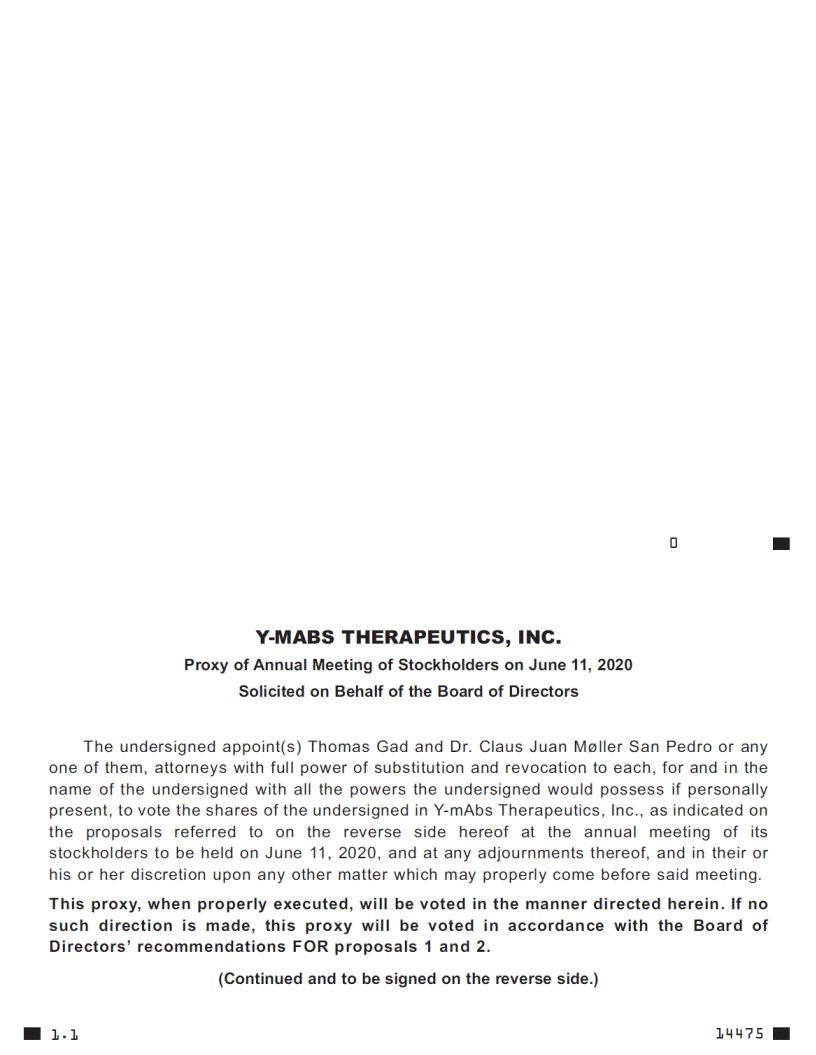 0
Y-MABS THERAPEUTICS, INC.
Proxy of Annual Meeting of Stockholders on June 11, 2020
Solicited on Behalf of the Board of Directors
The undersigned appoint(s) Thomas Gad and Dr. Claus Juan Møller San Pedro or any
one of them, attorneys with full power of substitution and revocation to each, for and in the
name of the undersigned with all the powers the undersigned would possess if personally
present, to vote the shares of the undersigned in Y-mAbs Therapeutics, Inc., as indicated on
the proposals referred to on the reverse side hereof at the annual meeting of its
stockholders to be held on June 11, 2020, and at any adjournments thereof, and in their or
his or her discretion upon any other matter which may properly come before said meeting.
This proxy, when properly executed, will be voted in the manner directed herein. If no
such direction is made, this proxy will be voted in accordance with the Board of
Directors’ recommendations FOR proposals 1 and 2.
(Continued and to be signed on the reverse side.)
1.1 14475